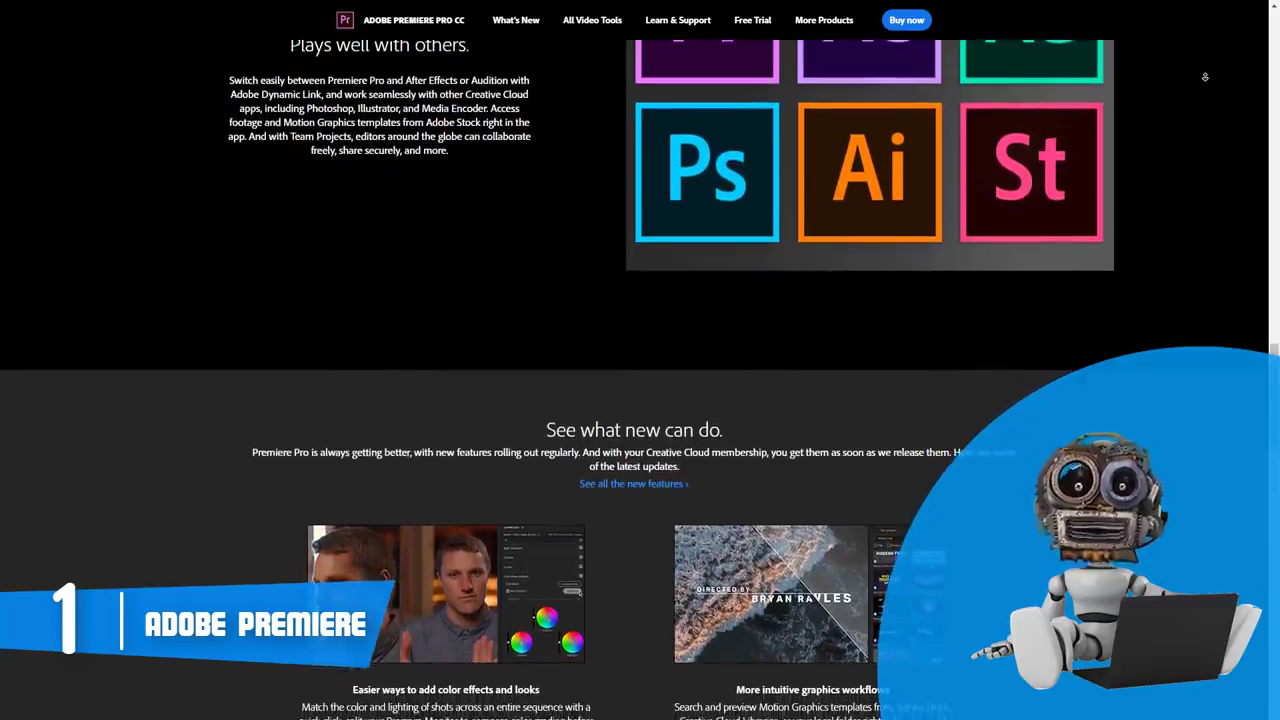 Pr ADOBE PREMIERE PRO CC What's New All Video Tools Learn & Support Free Trial More Products Buy now
Plays well with others.
Switch easily between Premiere Pro and After Effects or Audition with
Adobe Dynamic Link, and work seamlessly with other Creative Cloud
apps, including Photoshop, Illustrator, and Media Encoder. Access
footage and Motion Graphics templates from Adobe Stock right in the
app. And with Team Projects, editors around the globe can collaborate
freely, share securely, and more.
Ps Ai St
See what new can do.
Premiere Pro is always getting better, with new features rolling out regularly. And with your Creative Cloud membership, you get them as soon as we release them.
of the latest updates.
See all the new features ›
DIRECTED BY
BRYAN RAVLES
1 ADOBE PREMIERE
Easier ways to add color effects and looks
Match the color and lighting of shots across an entire sequence with a
More intuitive graphics workflows
Search and preview Motion Graphics templates